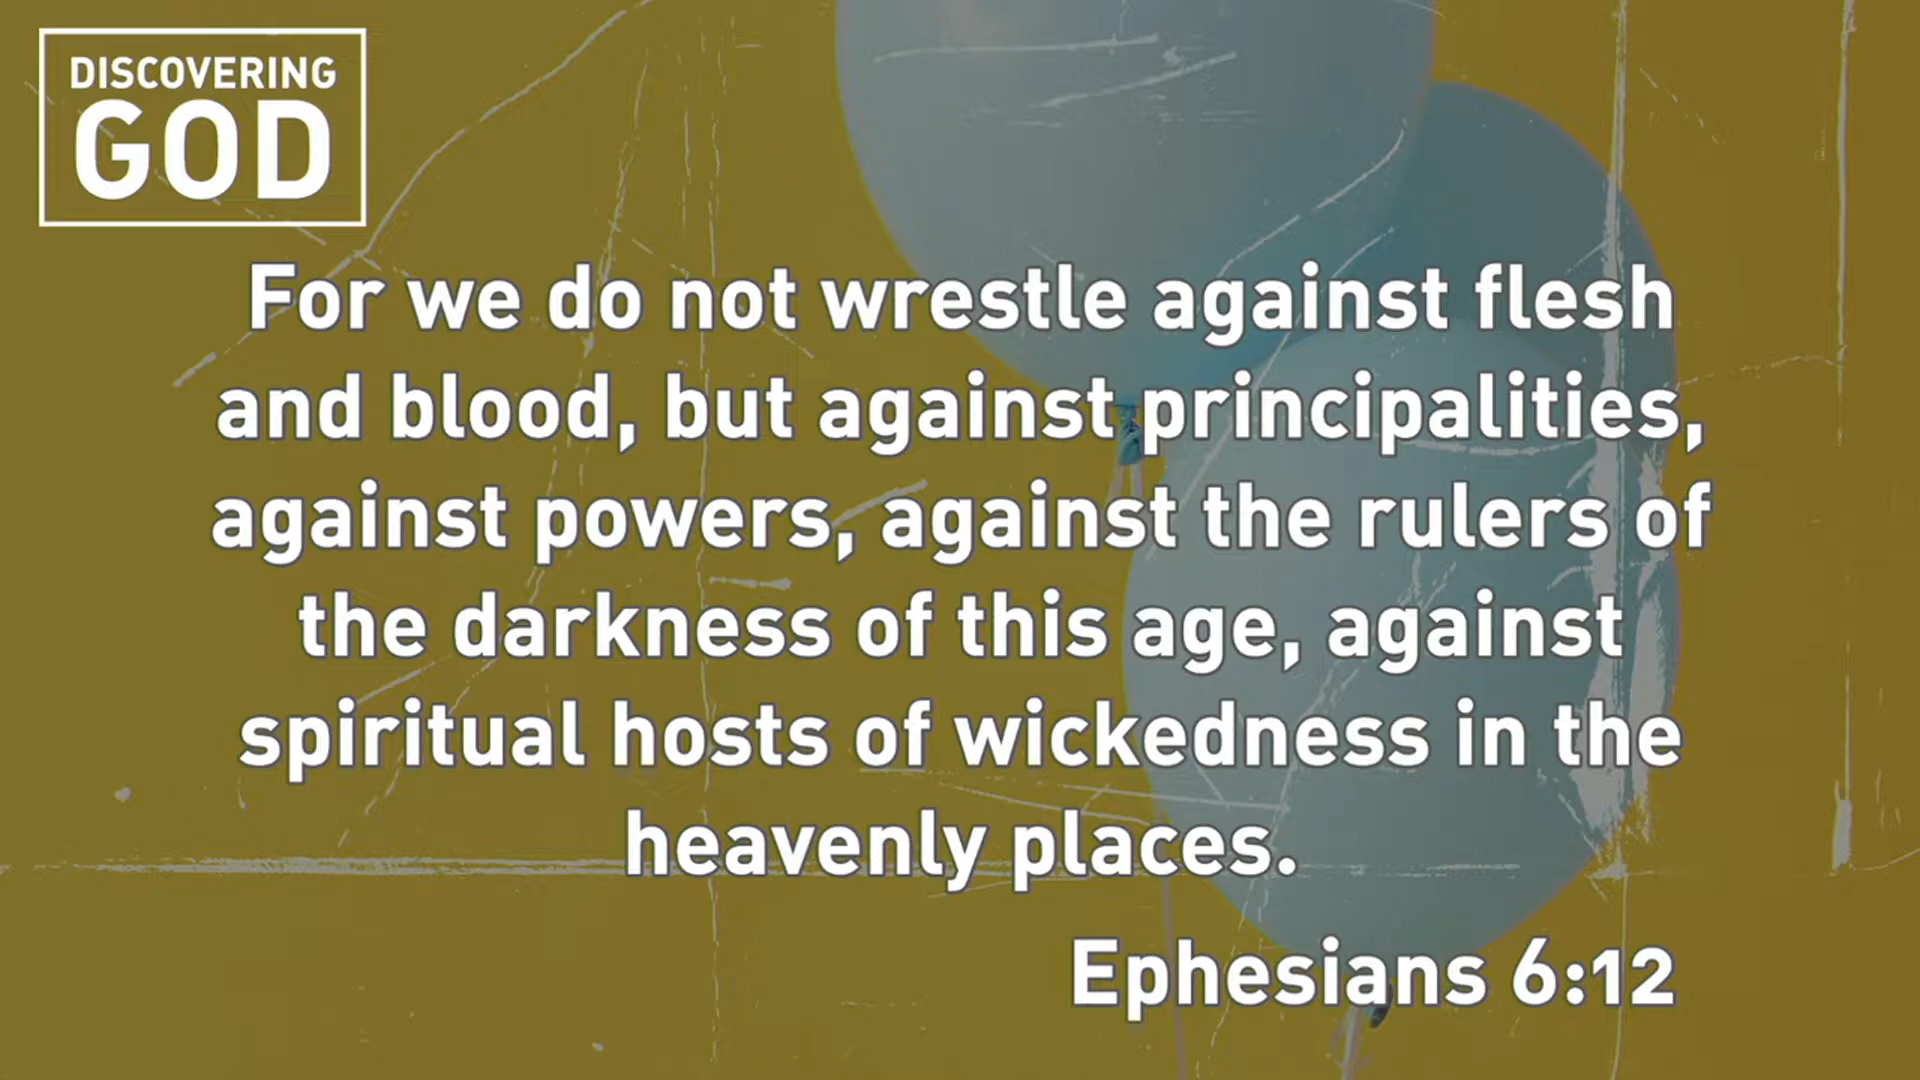 DISCOVERING
GOD
For we do not wrestle against flesh
and blood, but against principalities,
against powers, against the rulers of
the darkness of this age, against
spiritual hosts of wickedness in the
heavenly places.
Ephesians 6:12